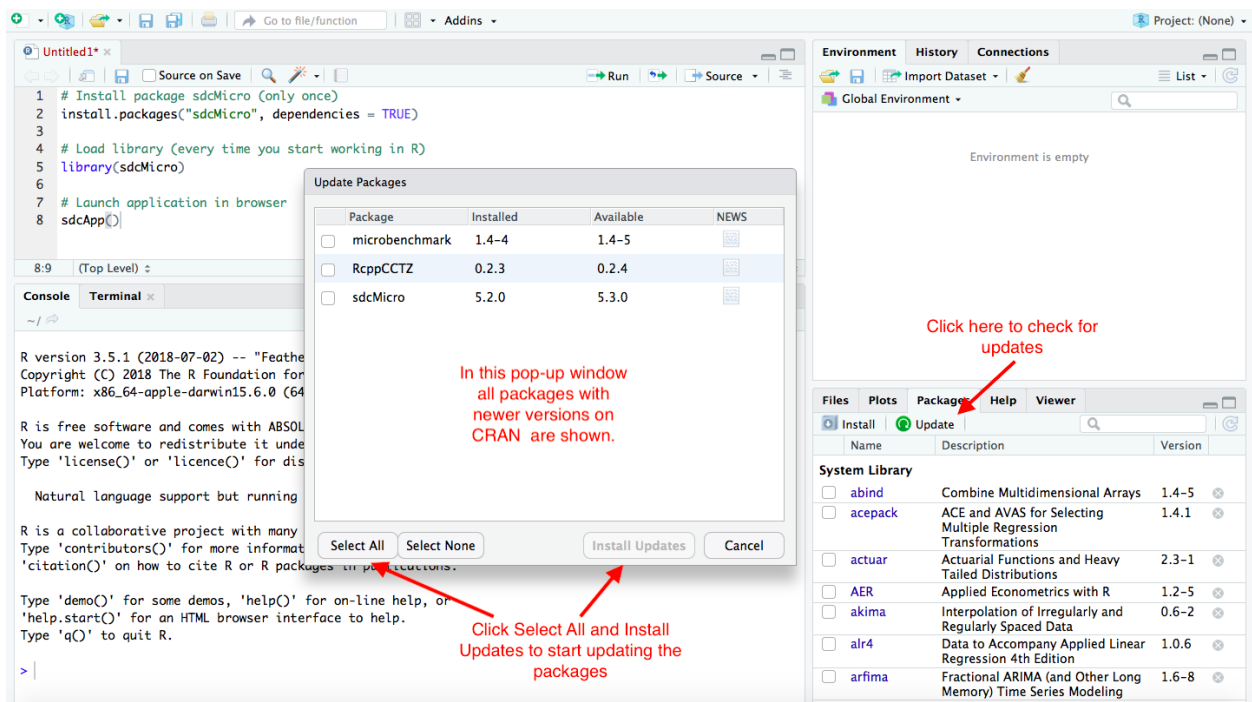 Go to file/function
Addins
Project: (None)
Untitled1*
Source on Save
Run
Source
1 # Install package sdcMicro (only once)
2 install.packages("sdcMicro", dependencies = TRUE)
3
4 # Load library (every time you start working in R)
5 library(sdcMicro)
6
7 # Launch application in browser
8 sdcApp()
8:9 (Top Level)
Console Terminal
~/
R version 3.5.1 (2018-07-02) -- "Feathe
Copyright (C) 2018 The R Foundation for
Platform: x86_64-apple-darwin15.6.0 (64
R is free software and comes with ABSOL
You are welcome to redistribute it unde
Type 'license()' or 'licence()' for dis
Natural language support but running
R is a collaborative project with many
Type 'contributors()' for more informat
'citation()' on how to cite R or R packages in publications.
Type 'demo()' for some demos, 'help()' for on-line help, or
'help.start()' for an HTML browser interface to help.
Type 'q()' to quit R.
>
Update Packages
Package Installed Available NEWS
microbenchmark 1.4-4 1.4-5
RcppCCTZ 0.2.3 0.2.4
sdcMicro 5.2.0 5.3.0
In this pop-up window
all packages with
newer versions on
CRAN are shown.
Select All Select None Install Updates Cancel
Click Select All and Install
Updates to start updating the
packages
Environment History Connections
Import Dataset
List
Global Environment
Environment is empty
Click here to check for
updates
Files Plots Packages Help Viewer
Install Update
Name Description Version
System Library
abind Combine Multidimensional Arrays 1.4-5
acepack ACE and AVAS for Selecting 1.4.1
Multiple Regression
Transformations
actuar Actuarial Functions and Heavy 2.3-1
Tailed Distributions
AER Applied Econometrics with R 1.2-5
akima Interpolation of Irregularly and 0.6-2
Regularly Spaced Data
alr4 Data to Accompany Applied Linear 1.0.6
Regression 4th Edition
arfima Fractional ARIMA (and Other Long 1.6-8
Memory) Time Series Modeling